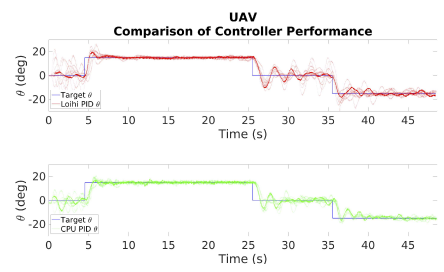 UAV
Comparison of Controller Performance
20
0
-20
θ (deg)
Target θ
Loihi PID θ
0 5 10 15 20 25 30 35 40 45
Time (s)
20
0
-20
θ (deg)
Target θ
CPU PID θ
0 5 10 15 20 25 30 35 40 45
Time (s)